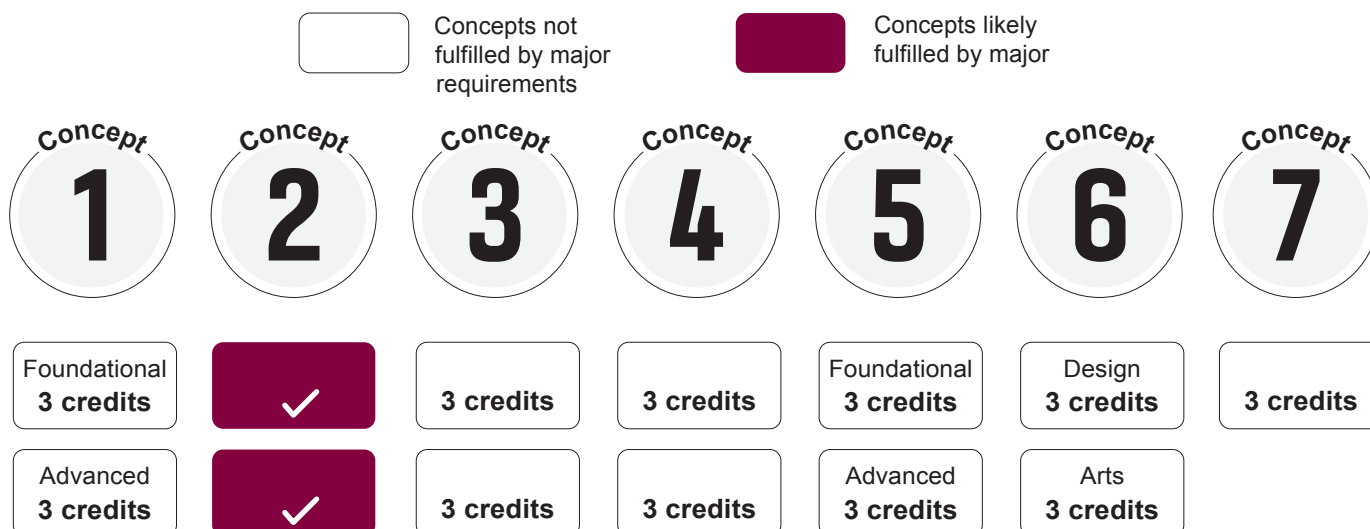 Concepts not
fulfilled by major
requirements
Concepts likely
fulfilled by major
Concept Concept Concept Concept Concept Concept Concept
1 2 3 4 5 6 7
Foundational Foundational Design
3 credits 3 credits 3 credits 3 credits 3 credits 3 credits
Advanced Advanced Arts
3 credits 3 credits 3 credits 3 credits 3 credits